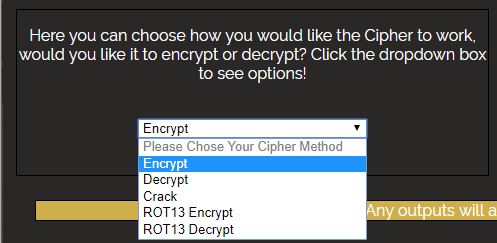 Here you can choose how you would like the Cipher to work,
would you like it to encrypt or decrypt? Click the dropdown box
to see options!
Encrypt
Please Chose Your Cipher Method
Encrypt
Decrypt
Crack
ROT13 Encrypt
ROT13 Decrypt
Any outputs will a